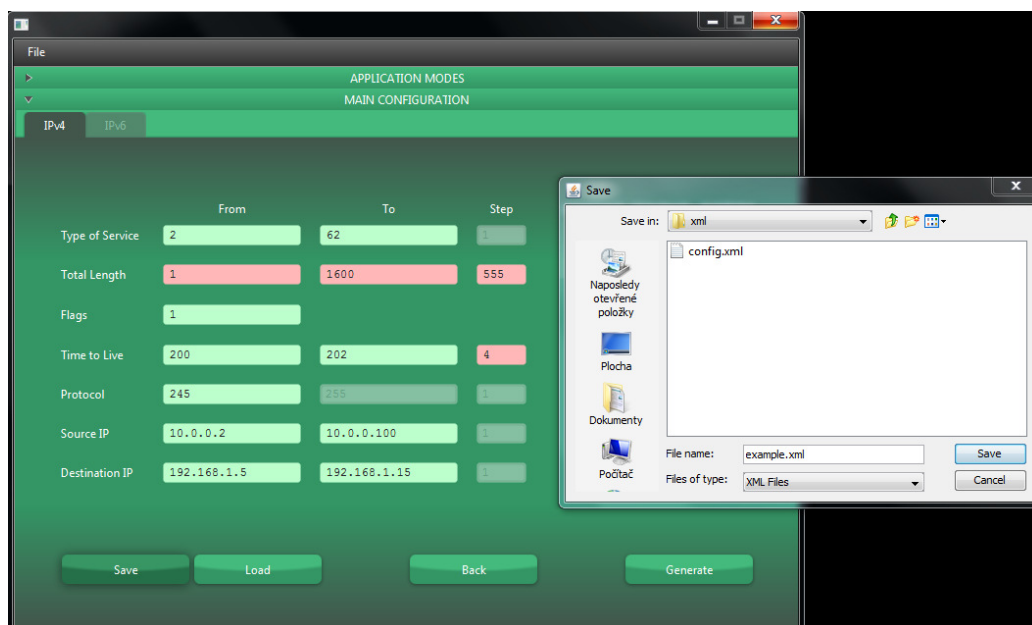 File
APPLICATION MODES
MAIN CONFIGURATION
IPv4 IPv6
From To Step
Type of Service 2 62 1
Total Length 1 1600 555
Flags 1
Time to Live 200 202 4
Protocol 245 255 1
Source IP 10.0.0.2 10.0.0.100 1
Destination IP 192.168.1.5 192.168.1.15 1
Save Load Back Generate
Save
Save in: xml
config.xml
Naposledy
otevřené
položky
Plocha
Dokumenty
Počítač
File name: example.xml Save
Files of type: XML Files Cancel